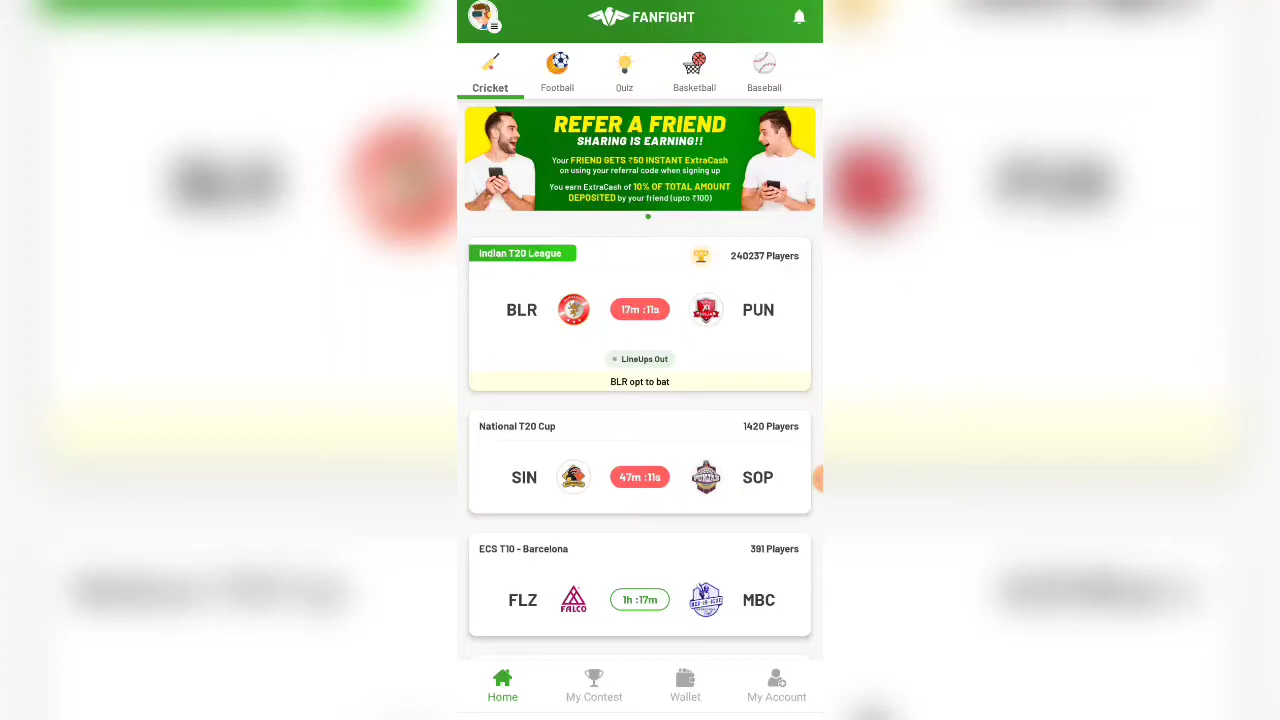 FANFIGHT
Cricket
Football
Quiz
Basketball
Baseball
REFER A FRIEND
SHARING IS EARNING!!
Your FRIEND GETS ₹50 INSTANT ExtraCash
on using your referral code when signing up
You earn ExtraCash of 10% OF TOTAL AMOUNT
DEPOSITED by your friend (upto ₹100)
Indian T20 League
240237 Players
BLR
17m :11s
PUN
LineUps Out
BLR opt to bat
National T20 Cup
1420 Players
SIN
47m :11s
SOP
ECS T10 - Barcelona
391 Players
FLZ
FALCO
1h :17m
MBC
Home
My Contest
Wallet
My Account